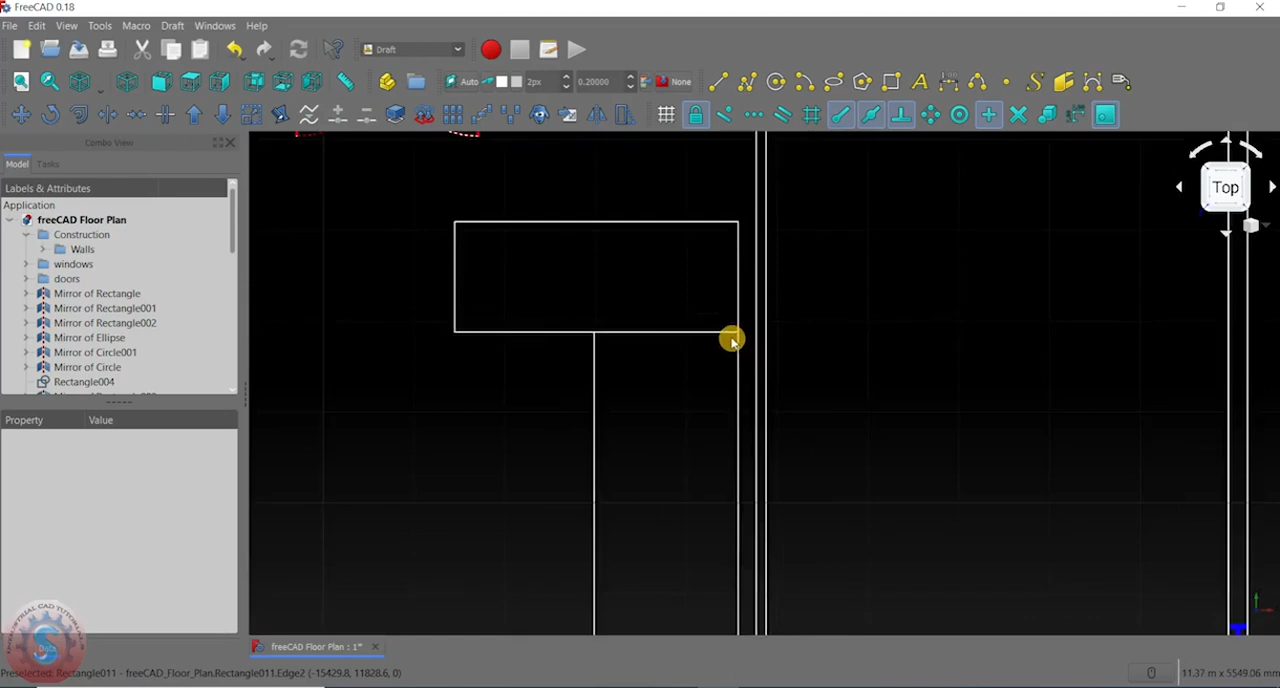 FreeCAD 0.18
File Edit View Tools Macro Draft Windows Help
Draft
Auto 2px 0.20000 None
Combo View
Model Tasks
Labels & Attributes
Application
freeCAD Floor Plan
Construction
Walls
windows
doors
Mirror of Rectangle
Mirror of Rectangle001
Mirror of Rectangle002
Mirror of Ellipse
Mirror of Circle001
Mirror of Circle
Rectangle004
Property Value
Top
INDUSTRIAL CAD TUTORIALS
freeCAD Floor Plan : 1*
Preselected: Rectangle011 - freeCAD_Floor_Plan.Rectangle011.Edge2 (-15429.8, 11828.6, 0)
11.37 m x 5549.06 mm